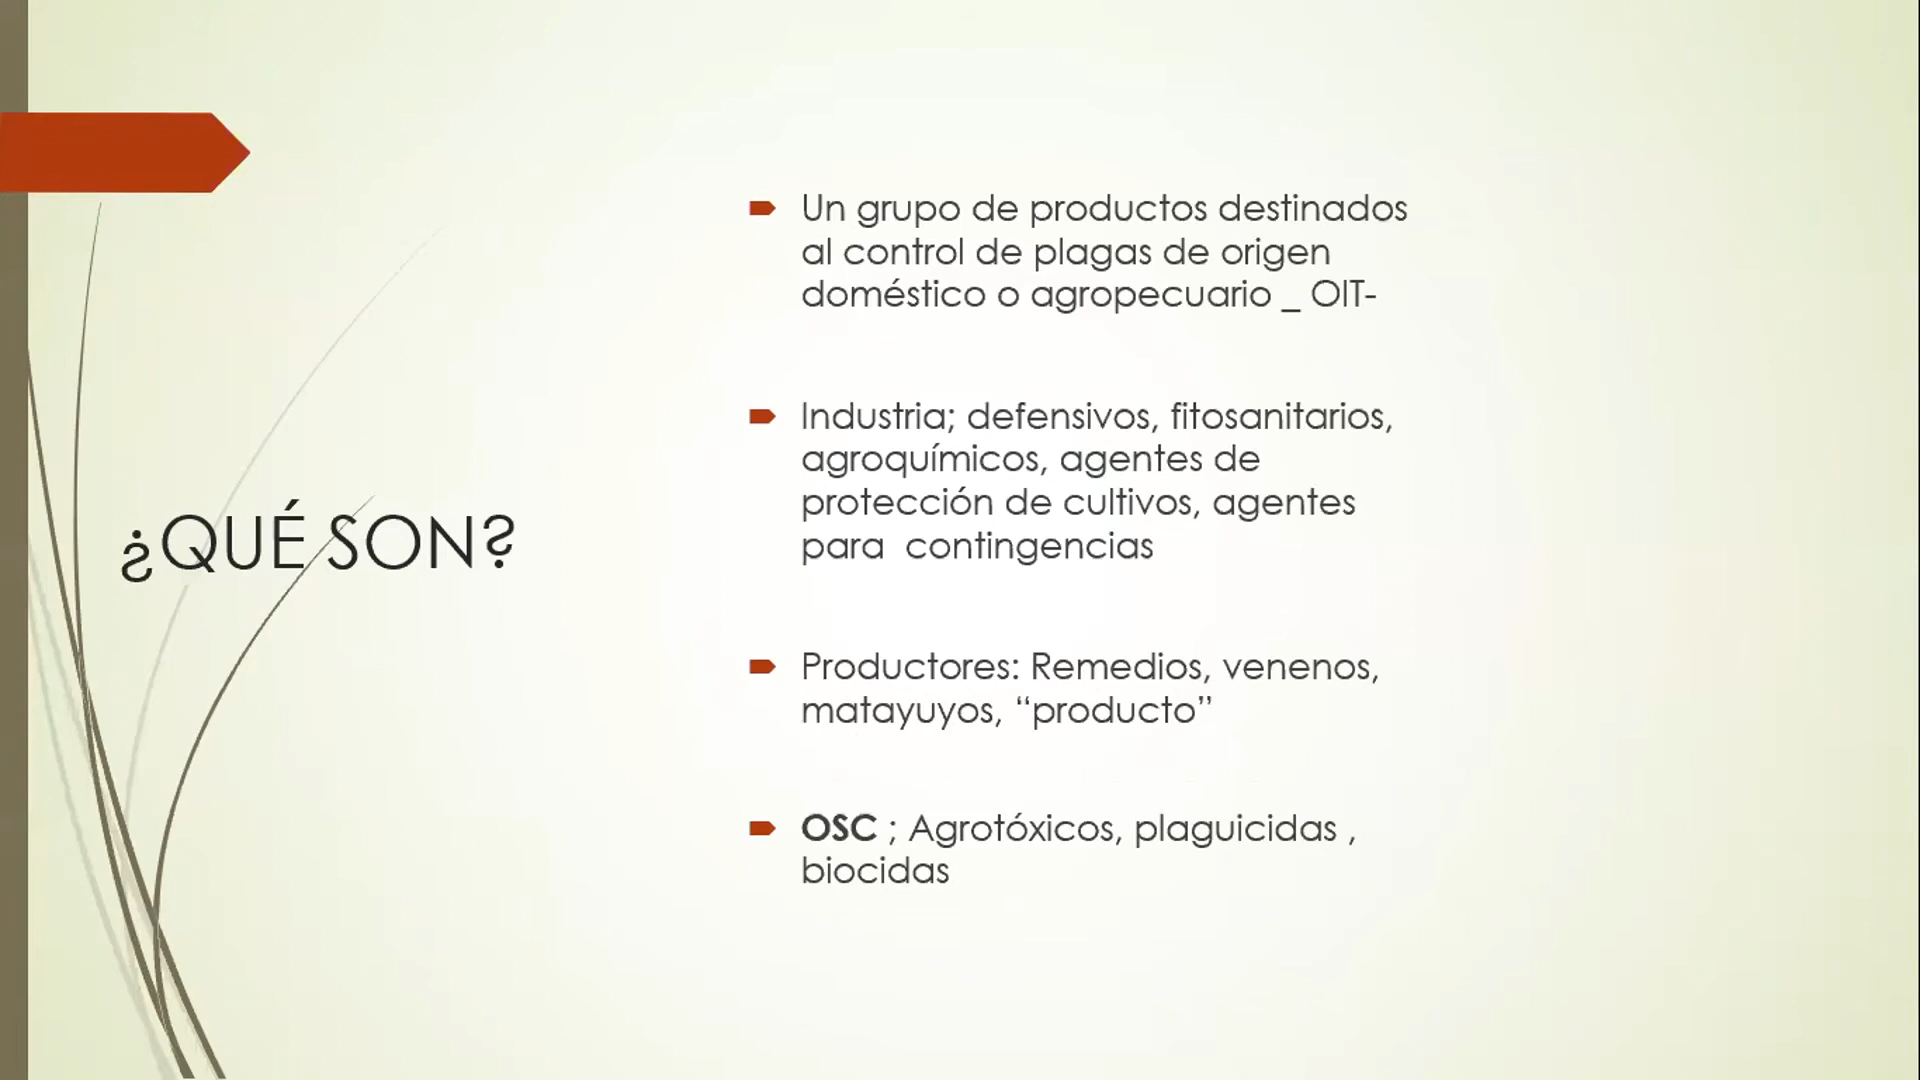 ¿QUÉ SON?
Un grupo de productos destinados
al control de plagas de origen
doméstico o agropecuario _ OIT-
Industria; defensivos, fitosanitarios,
agroquímicos, agentes de
protección de cultivos, agentes
para  contingencias
Productores: Remedios, venenos,
matayuyos, “producto”
OSC ; Agrotóxicos, plaguicidas ,
biocidas